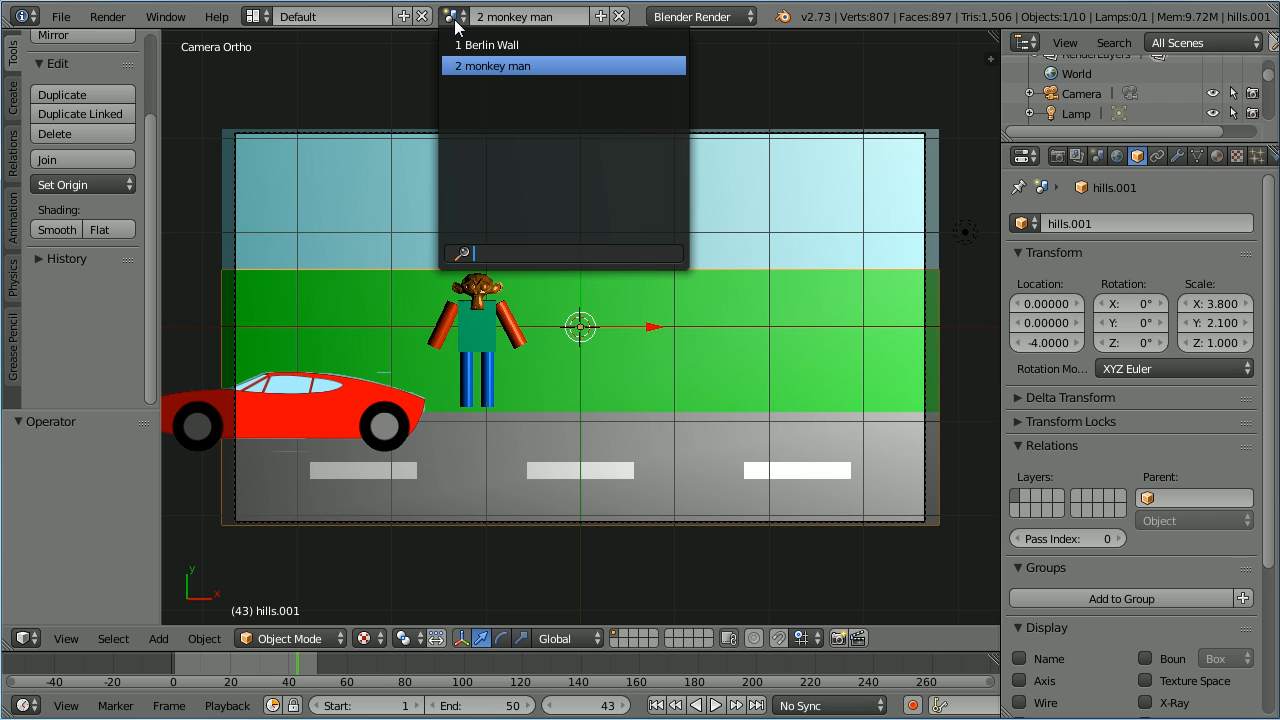 File Render Window Help Default 2 monkey man Blender Render v2.73 | Verts:807 | Faces:897 | Tris:1,506 | Objects:1/10 | Lamps:0/1 | Mem:9.72M | hills.001
Camera Ortho
1 Berlin Wall
2 monkey man
Tools
Create
Relations
Animation
Physics
Grease Pencil
Mirror
Edit
Duplicate
Duplicate Linked
Delete
Join
Set Origin
Shading:
Smooth Flat
History
Operator
View Search All Scenes
RenderLayers
World
Camera
Lamp
hills.001
hills.001
Transform
Location: Rotation: Scale:
0.00000 X: 0° X: 3.800
0.00000 Y: 0° Y: 2.100
-4.0000 Z: 0° Z: 1.000
Rotation Mo... XYZ Euler
Delta Transform
Transform Locks
Relations
Layers: Parent:
Object
Pass Index: 0
Groups
Add to Group
Display
Name Boun Box
Axis Texture Space
Wire X-Ray
y
x
(43) hills.001
View Select Add Object Object Mode Global
-40 -20 0 20 40 60 80 100 120 140 160 180 200 220 240 260
View Marker Frame Playback Start: 1 End: 50 43 No Sync